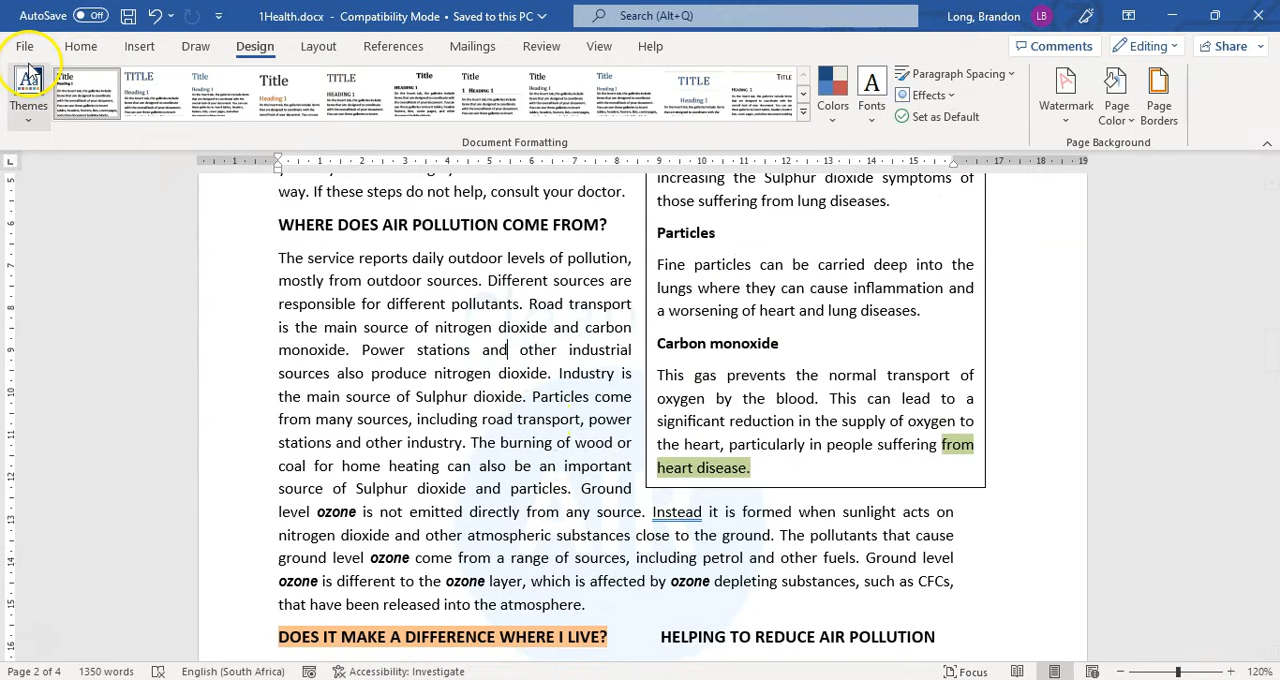 AutoSave Off 1Health.docx - Compatibility Mode • Saved to this PC Search (Alt+Q) Long, Brandon LB
File Home Insert Draw Design Layout References Mailings Review View Help Comments Editing Share
Themes Colors Fonts Paragraph Spacing Effects Set as Default Watermark Page Color Page Borders
Document Formatting Page Background
way. If these steps do not help, consult your doctor.
WHERE DOES AIR POLLUTION COME FROM?
The service reports daily outdoor levels of pollution,
mostly from outdoor sources. Different sources are
responsible for different pollutants. Road transport
is the main source of nitrogen dioxide and carbon
monoxide. Power stations and other industrial
sources also produce nitrogen dioxide. Industry is
the main source of Sulphur dioxide. Particles come
from many sources, including road transport, power
stations and other industry. The burning of wood or
coal for home heating can also be an important
source of Sulphur dioxide and particles. Ground
level ozone is not emitted directly from any source. Instead it is formed when sunlight acts on
nitrogen dioxide and other atmospheric substances close to the ground. The pollutants that cause
ground level ozone come from a range of sources, including petrol and other fuels. Ground level
ozone is different to the ozone layer, which is affected by ozone depleting substances, such as CFCs,
that have been released into the atmosphere.
increasing the Sulphur dioxide symptoms of
those suffering from lung diseases.
Particles
Fine particles can be carried deep into the
lungs where they can cause inflammation and
a worsening of heart and lung diseases.
Carbon monoxide
This gas prevents the normal transport of
oxygen by the blood. This can lead to a
significant reduction in the supply of oxygen to
the heart, particularly in people suffering from
heart disease.
DOES IT MAKE A DIFFERENCE WHERE I LIVE?
HELPING TO REDUCE AIR POLLUTION
Page 2 of 4 1350 words English (South Africa) Accessibility: Investigate Focus 120%